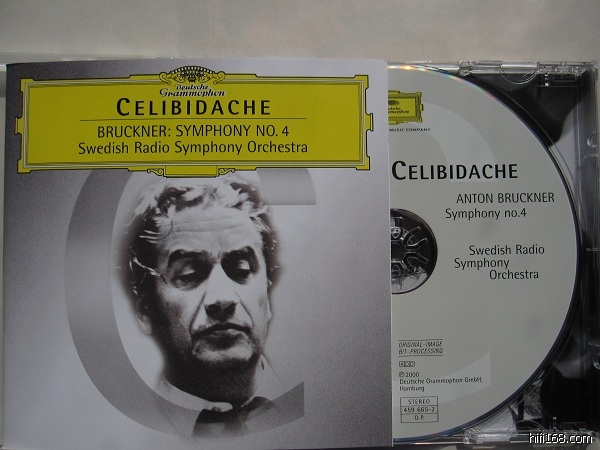 Deutsche
Grammophon
CELIBIDACHE
BRUCKNER: SYMPHONY NO. 4
Swedish Radio Symphony Orchestra
MUSIC COMPANY
CELIBIDACHE
ANTON BRUCKNER
Symphony no.4
Swedish Radio
Symphony
Orchestra
ORIGINAL-IMAGE
BIT-PROCESSING
ADD
℗ 2000
Deutsche Grammophon GmbH,
Hamburg
STEREO
459 665-2
hifi168.com